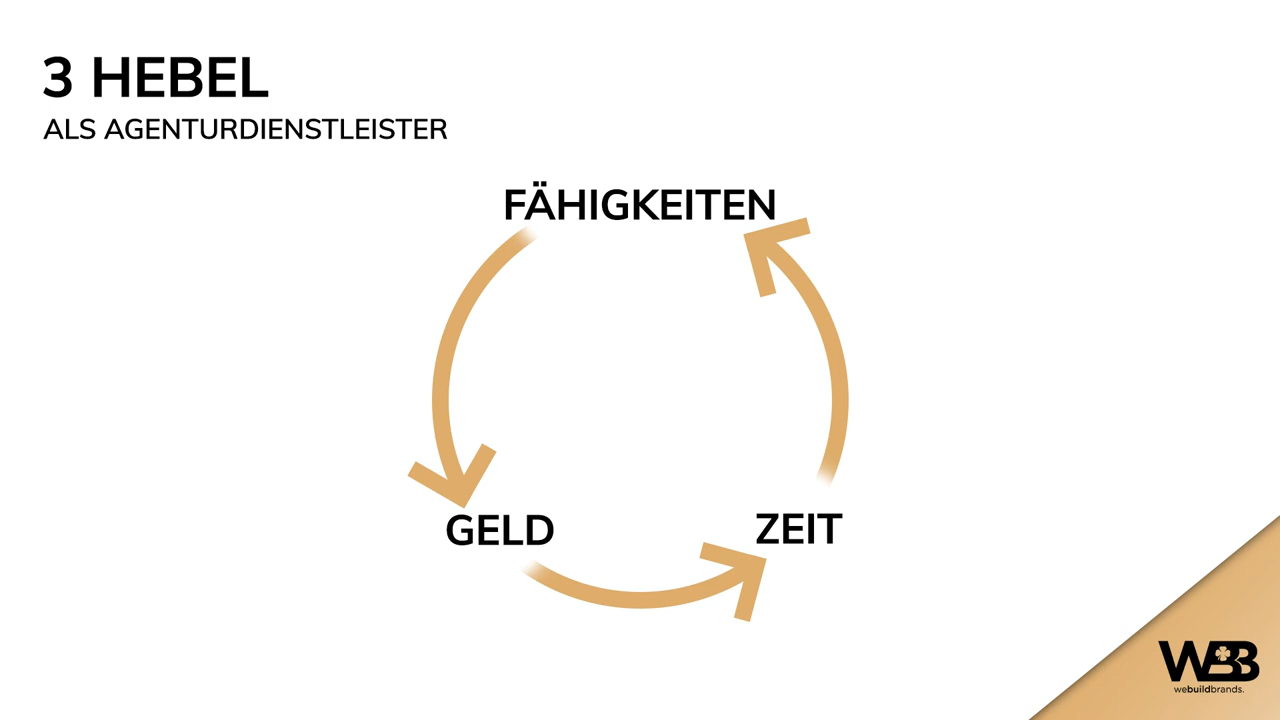 3 HEBEL
ALS AGENTURDIENSTLEISTER
FÄHIGKEITEN
GELD
ZEIT
WBB
webuildbrands.